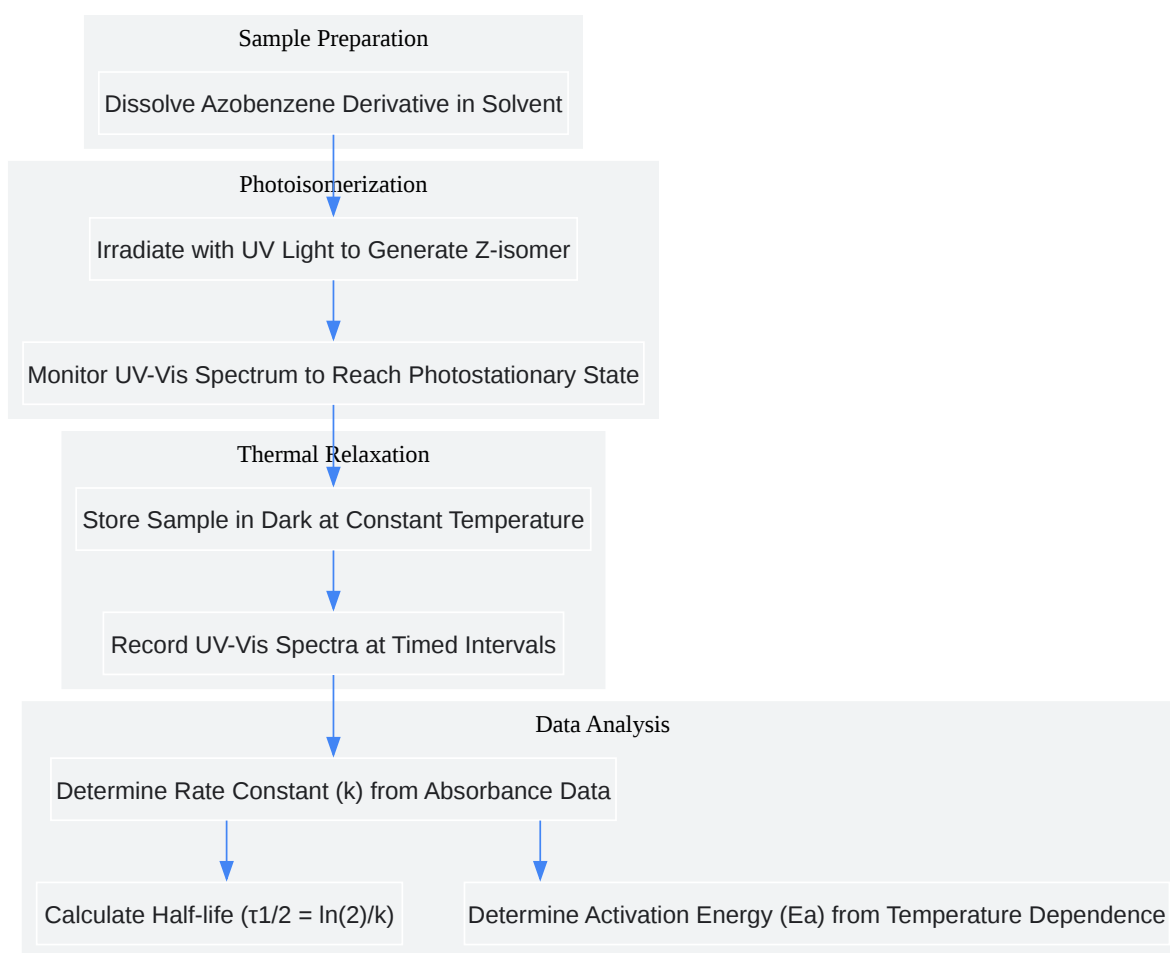 Sample Preparation
Dissolve Azobenzene Derivative in Solvent
Photoisomerization
Irradiate with UV Light to Generate Z-isomer
Monitor UV-Vis Spectrum to Reach Photostationary State
Thermal Relaxation
Store Sample in Dark at Constant Temperature
Record UV-Vis Spectra at Timed Intervals
Data Analysis
Determine Rate Constant (k) from Absorbance Data
Calculate Half-life (τ1/2 = ln(2)/k)
Determine Activation Energy (Ea) from Temperature Dependence